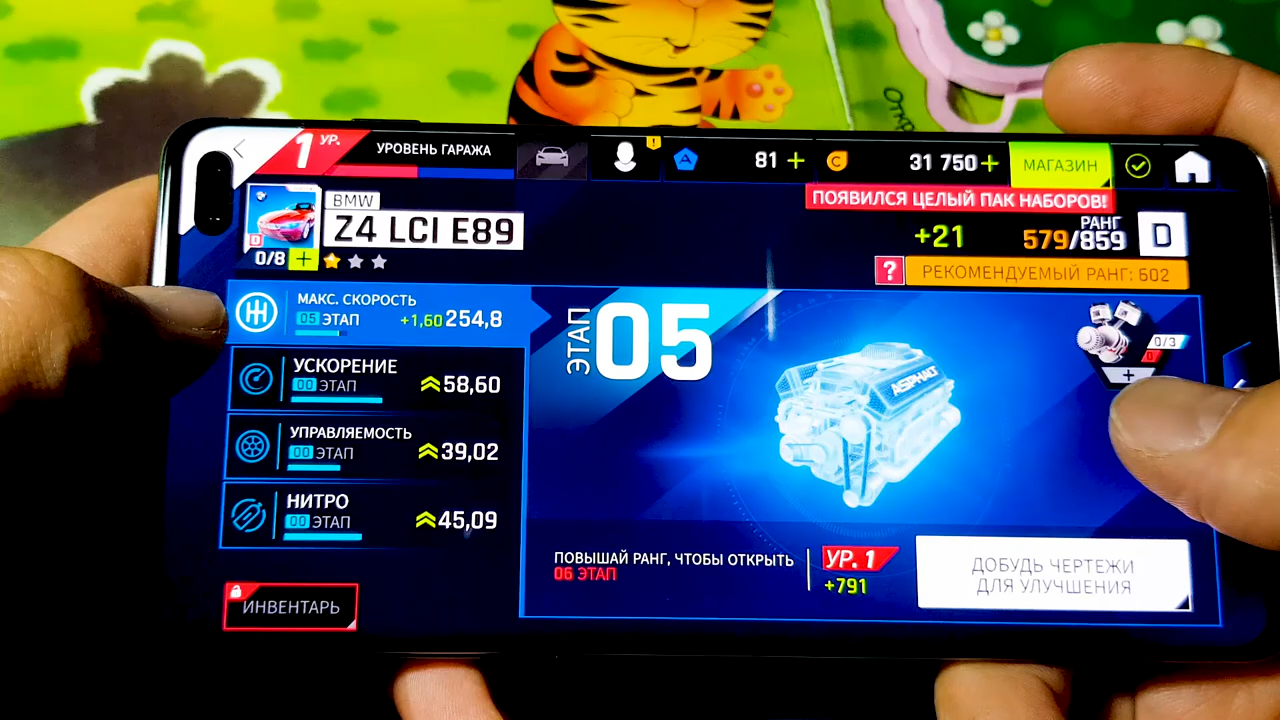 Откр
1 УР.
УРОВЕНЬ ГАРАЖА
!
81 +
31 750 +
МАГАЗИН
ПОЯВИЛСЯ ЦЕЛЫЙ ПАК НАБОРОВ!
BMW
Z4 LCI E89
D
0/8 +
+21
РАНГ
579/859
D
?
РЕКОМЕНДУЕМЫЙ РАНГ: 602
МАКС. СКОРОСТЬ
05 ЭТАП
+1,60 254,8
УСКОРЕНИЕ
00 ЭТАП
58,60
УПРАВЛЯЕМОСТЬ
00 ЭТАП
39,02
НИТРО
00 ЭТАП
45,09
ИНВЕНТАРЬ
ЭТАП 05
ASPHALT
0/3
0
+
ПОВЫШАЙ РАНГ, ЧТОБЫ ОТКРЫТЬ
06 ЭТАП
УР. 1
+791
ДОБУДЬ ЧЕРТЕЖИ
ДЛЯ УЛУЧШЕНИЯ